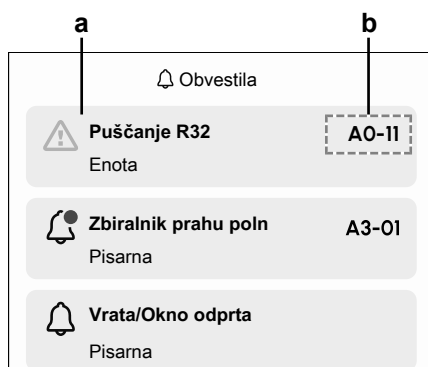 a b
Obvestila
Puščanje R32 A0-11
Enota
Zbiralnik prahu poln A3-01
Pisarna
Vrata/Okno odprta
Pisarna